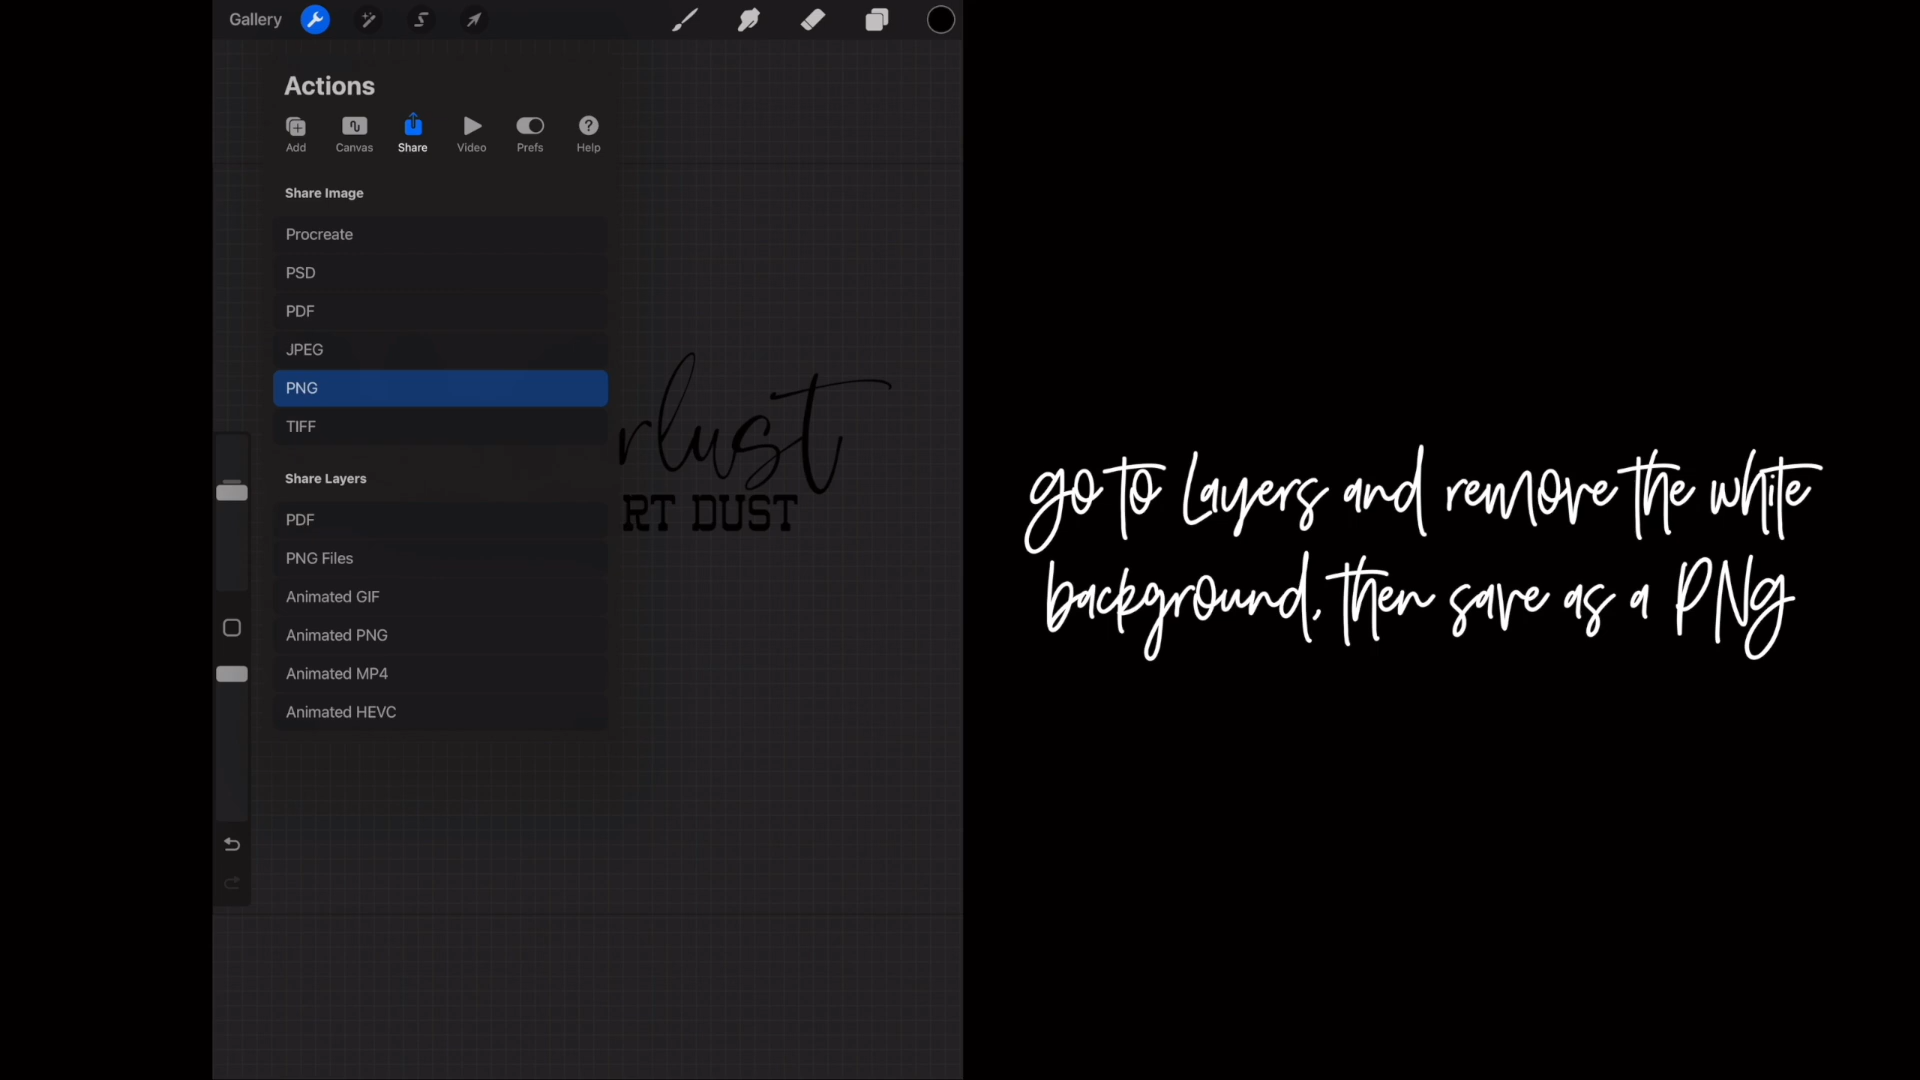 Gallery
Actions
Add Canvas Share Video Prefs Help
Share Image
Procreate
PSD
PDF
JPEG
PNG
TIFF
Share Layers
PDF
PNG Files
Animated GIF
Animated PNG
Animated MP4
Animated HEVC
rlust
RT DUST
go to Layers and remove the white
background, then save as a PNg